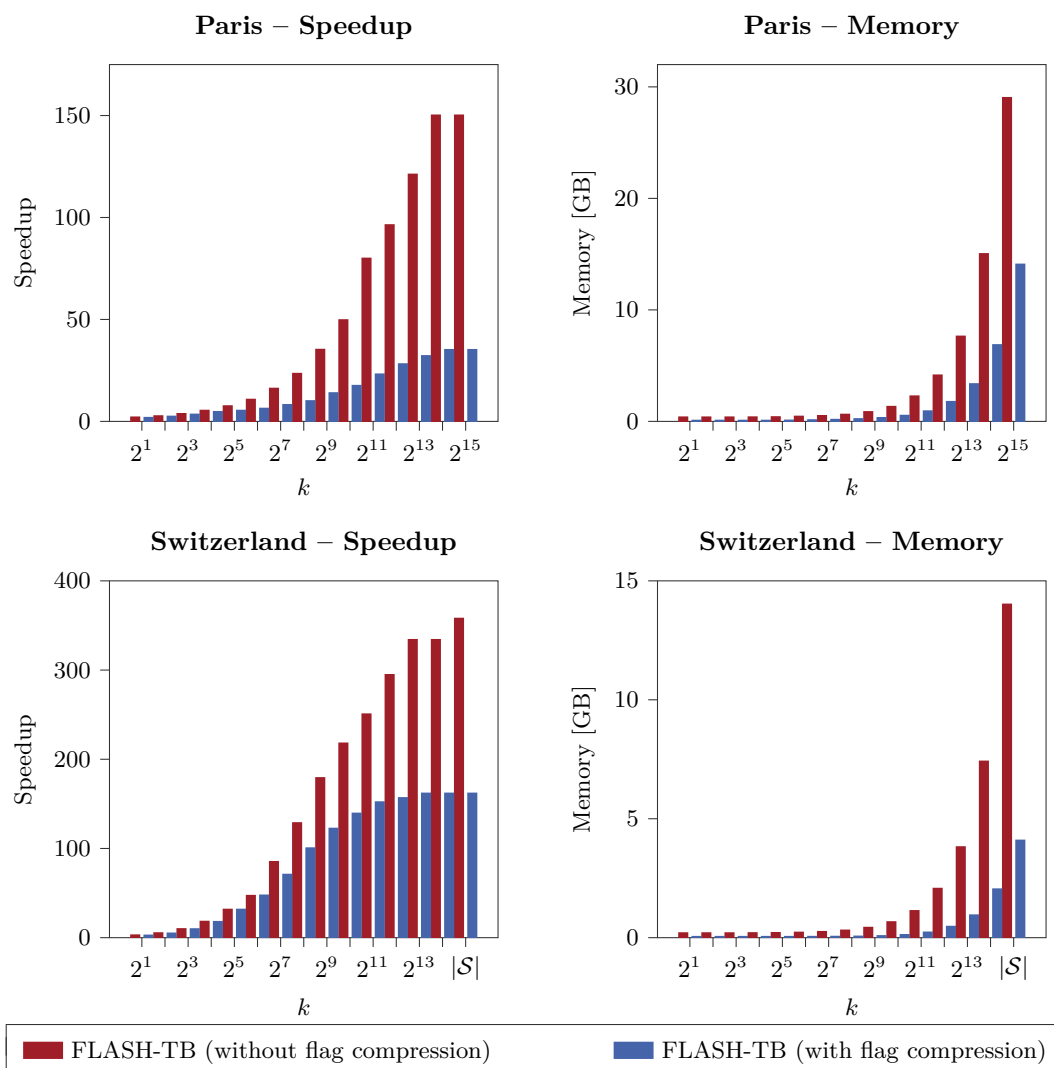 Paris – Speedup
Speedup
150
100
50
0
2^1 2^3 2^5 2^7 2^9 2^11 2^13 2^15
k
Paris – Memory
Memory [GB]
30
20
10
0
2^1 2^3 2^5 2^7 2^9 2^11 2^13 2^15
k
Switzerland – Speedup
Speedup
400
300
200
100
0
2^1 2^3 2^5 2^7 2^9 2^11 2^13 |𝒮|
k
Switzerland – Memory
Memory [GB]
15
10
5
0
2^1 2^3 2^5 2^7 2^9 2^11 2^13 |𝒮|
k
FLASH-TB (without flag compression)
FLASH-TB (with flag compression)